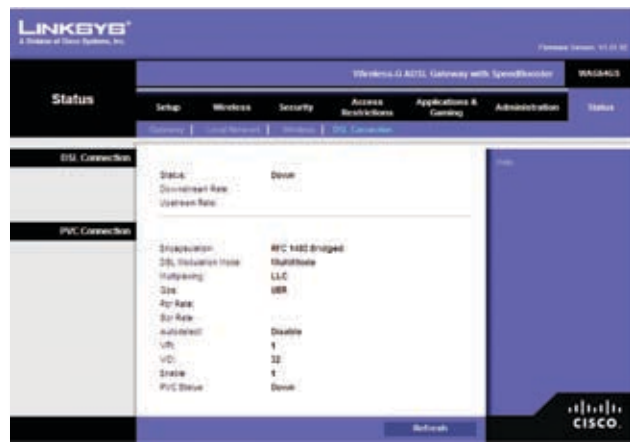 LINKSYS®
A Division of Cisco Systems, Inc.
Firmware Version:
Wireless-G ADSL Gateway with SpeedBooster
WAG54GS
Status
Setup
Wireless
Security
Access Restrictions
Applications & Gaming
Administration
Status
Gateway
Local Network
Wireless
DSL Connection
DSL Connection
Status: Down
Downstream Rate:
Upstream Rate:
Help...
PVC Connection
Encapsulation: RFC 1483 Bridged
DSL Modulation Mode: MultiMode
Multiplexing: LLC
Qos: UBR
Pcr Rate:
Scr Rate:
Autodetect: Disable
VPI: 1
VCI: 32
Enable: 1
PVC Status: Down
Refresh
CISCO.